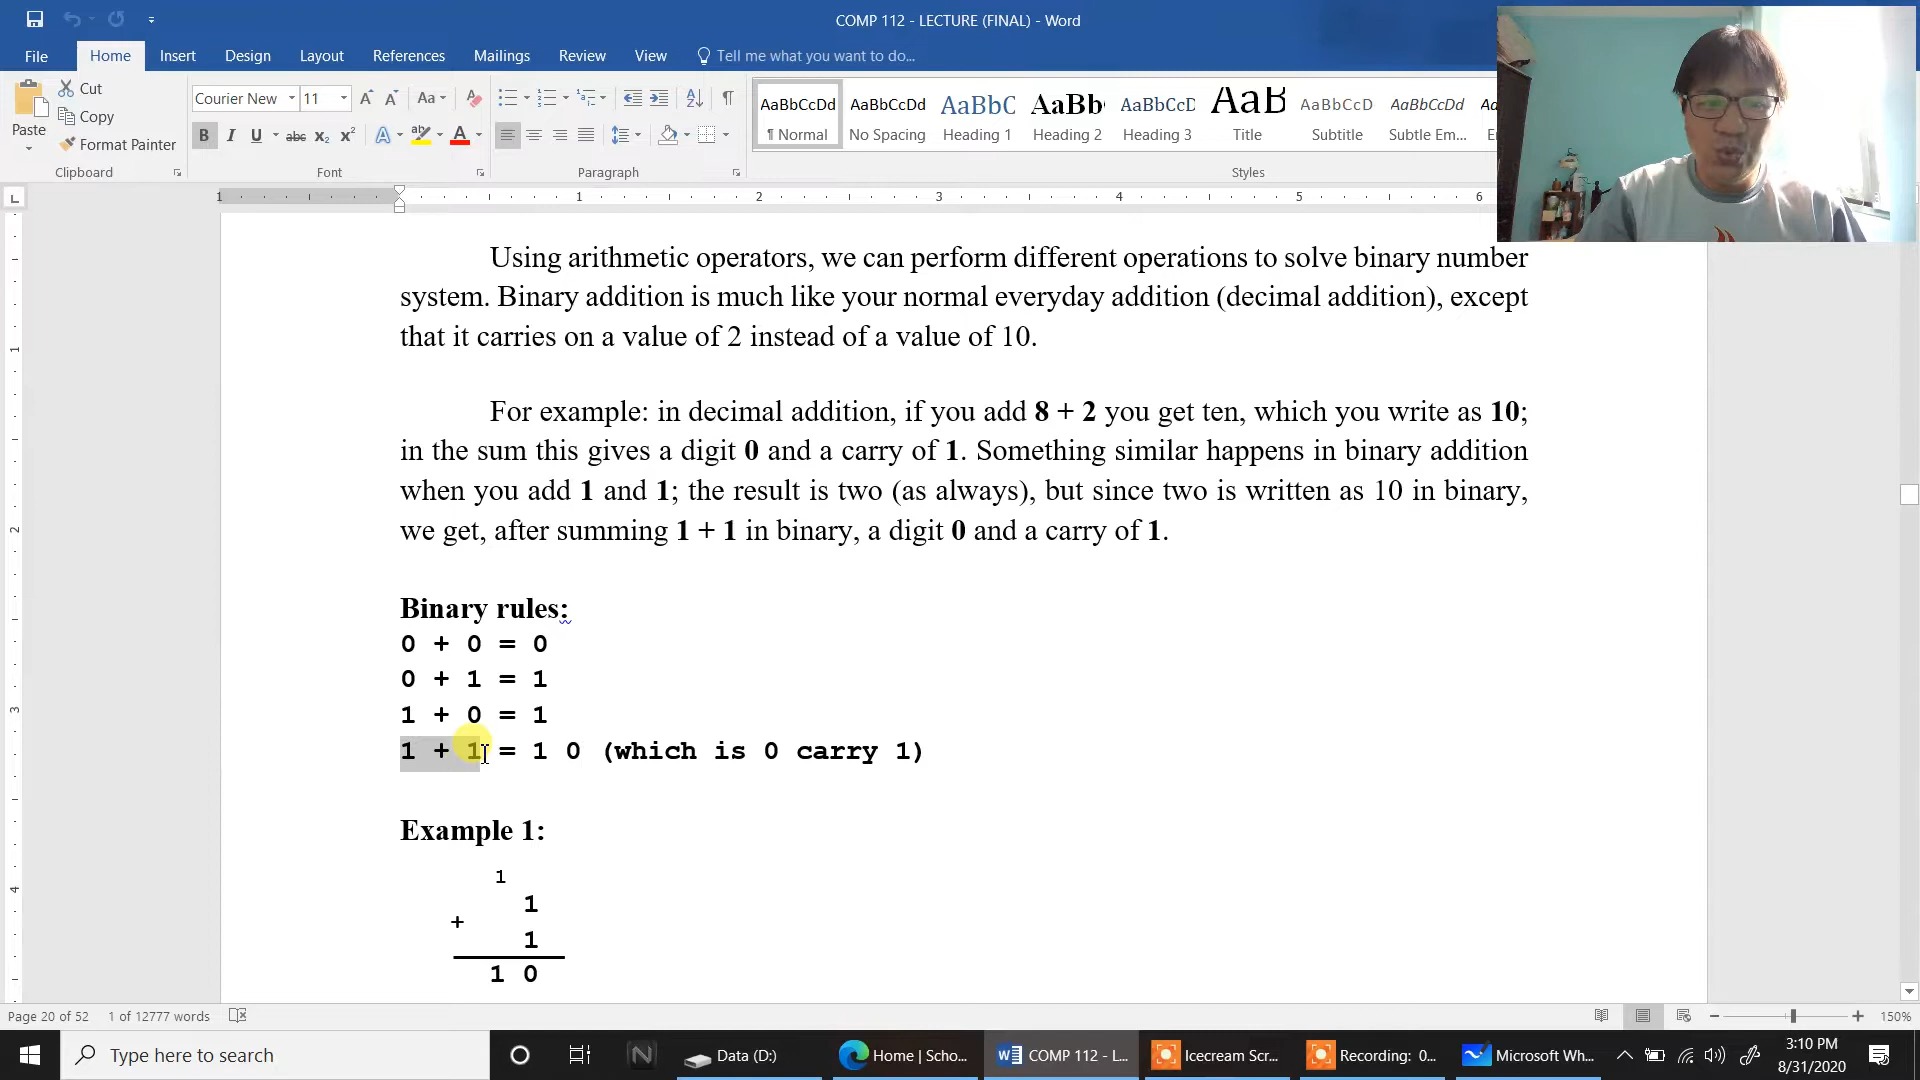 COMP 112 - LECTURE (FINAL) - Word
File Home Insert Design Layout References Mailings Review View Tell me what you want to do...
Paste
Cut
Copy
Format Painter
Clipboard
Courier New 11
Font
Paragraph
AaBbCcDd AaBbCcDd AaBbC AaBb AaBbCcD AaB AaBbCcD AaBbCcDd
¶ Normal No Spacing Heading 1 Heading 2 Heading 3 Title Subtitle Subtle Em...
Styles
1 1 2 3 4 5 6
Using arithmetic operators, we can perform different operations to solve binary number
system. Binary addition is much like your normal everyday addition (decimal addition), except
that it carries on a value of 2 instead of a value of 10.
For example: in decimal addition, if you add 8 + 2 you get ten, which you write as 10;
in the sum this gives a digit 0 and a carry of 1. Something similar happens in binary addition
when you add 1 and 1; the result is two (as always), but since two is written as 10 in binary,
we get, after summing 1 + 1 in binary, a digit 0 and a carry of 1.
Binary rules:
0 + 0 = 0
0 + 1 = 1
1 + 0 = 1
1 + 1 = 1 0 (which is 0 carry 1)
Example 1:
1
1
+
1
1 0
Page 20 of 52 1 of 12777 words 150%
Type here to search
Data (D:)
Home | Scho...
COMP 112 - L...
Icecream Scr...
Recording: 0...
Microsoft Wh...
3:10 PM
8/31/2020